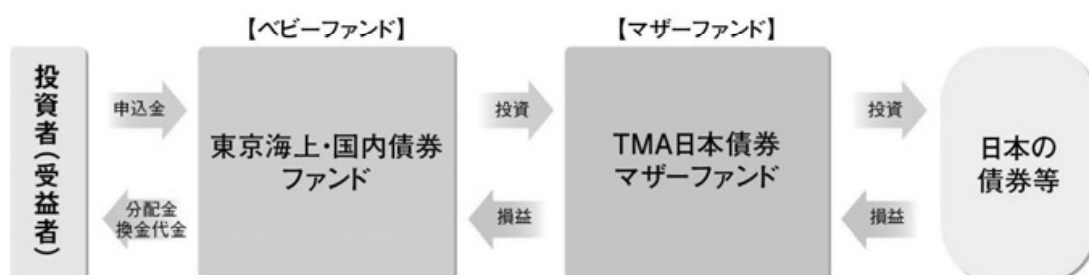 【ベビーファンド】
【マザーファンド】
投資者(受益者)
申込金
分配金
換金代金
東京海上・国内債券
ファンド
投資
損益
TMA日本債券
マザーファンド
投資
損益
日本の
債券等